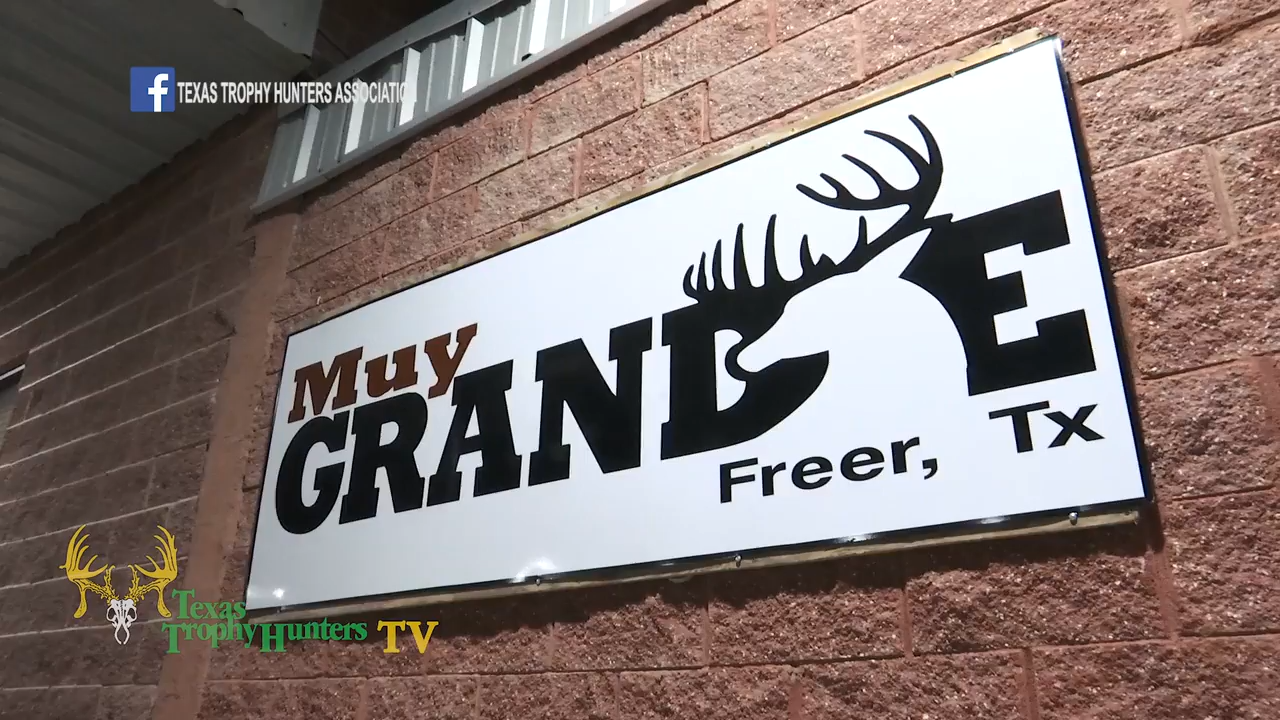 TEXAS TROPHY HUNTERS ASSOCIATIO
Muy
GRANDE
Freer, Tx
Texas
Trophy Hunters TV